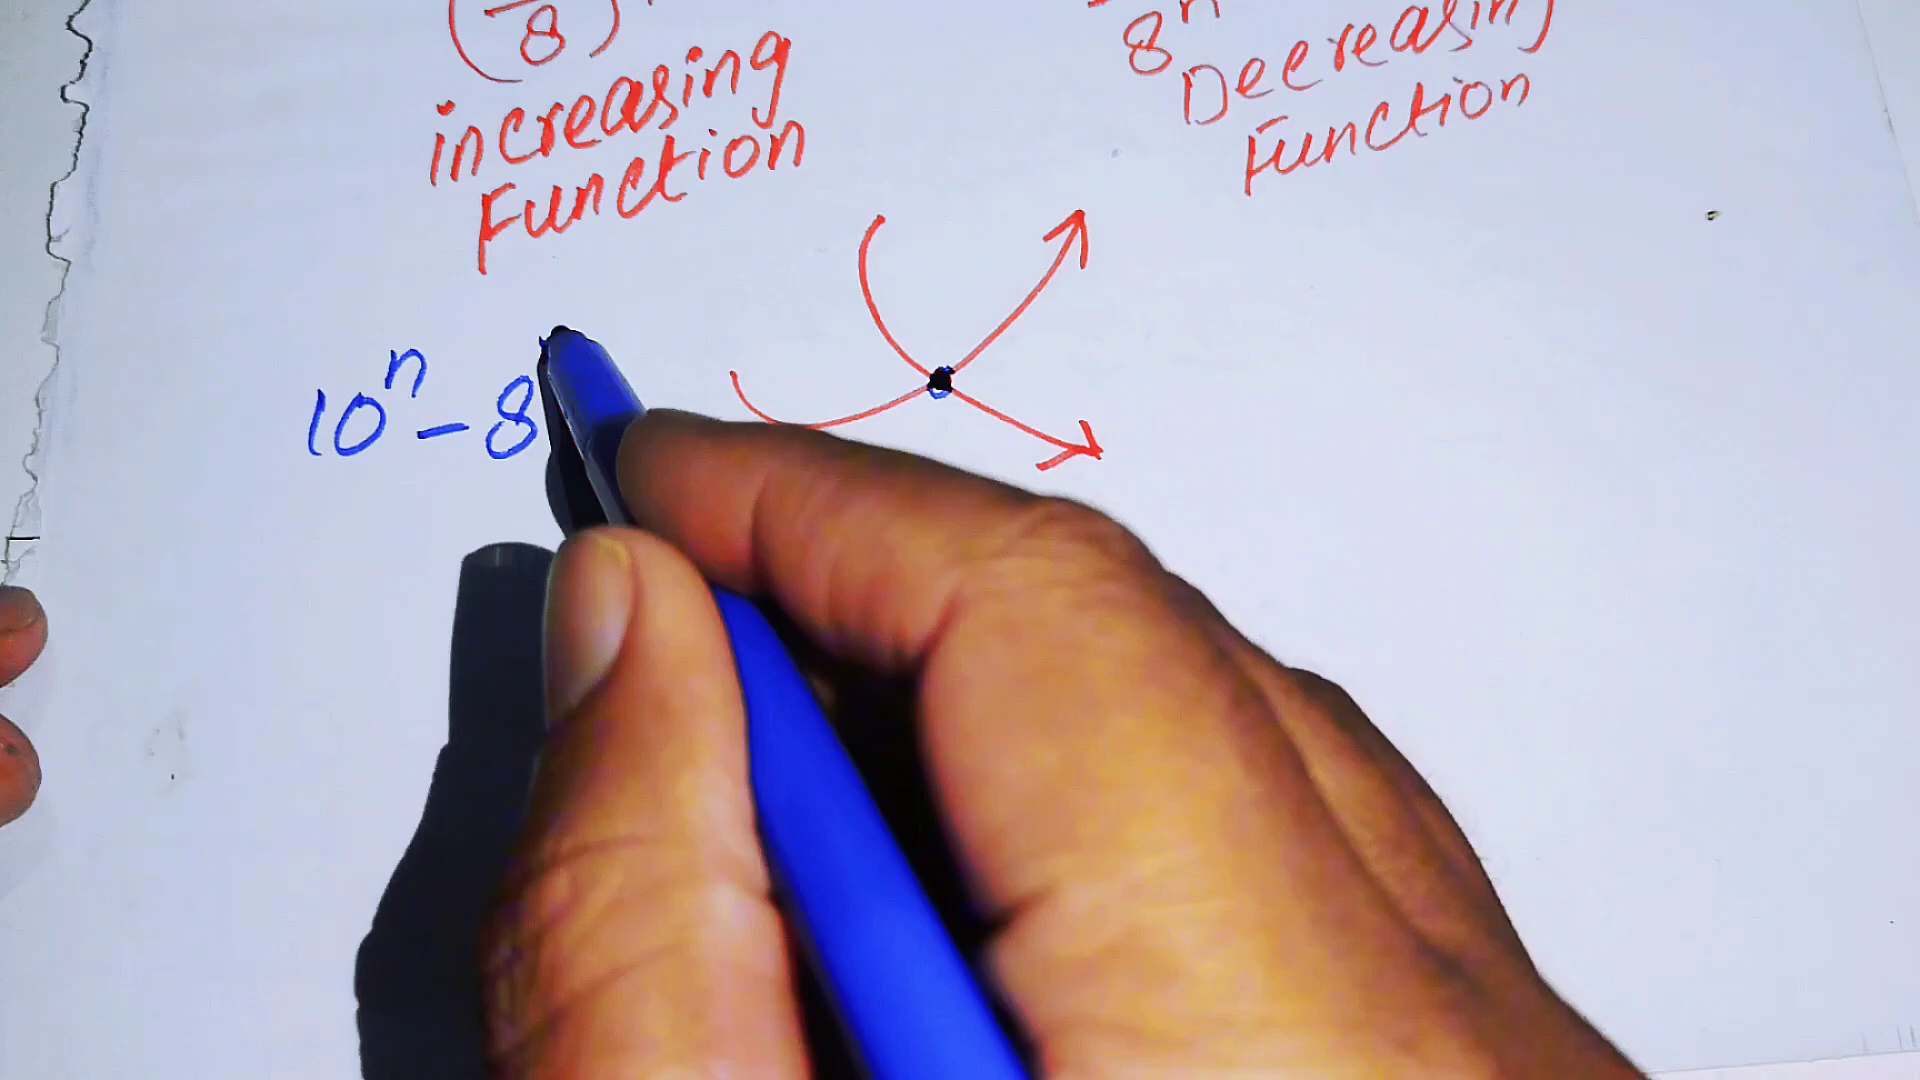 (8)
8^n
increasing
Function
Decreasing
Function
10^n - 8